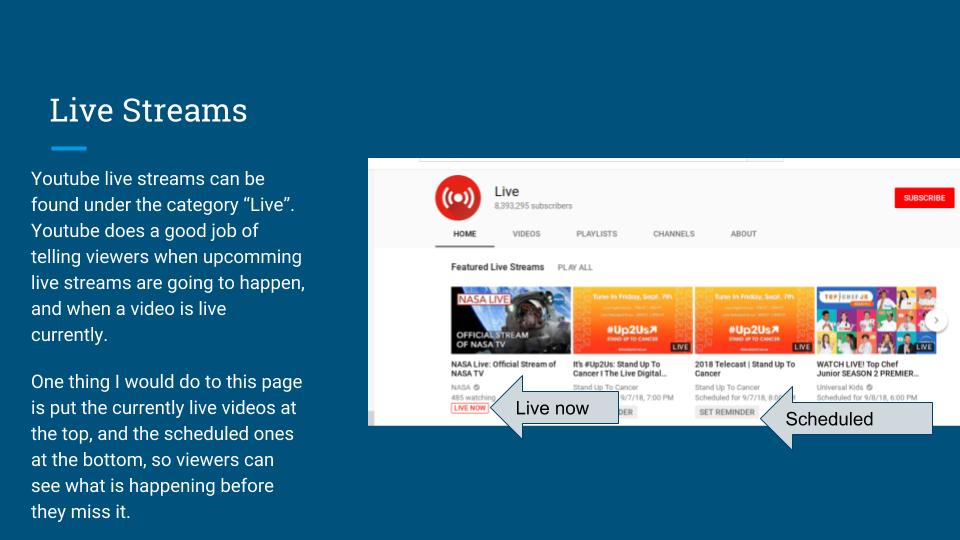 Live Streams
Youtube live streams can be
found under the category “Live”.
Youtube does a good job of
telling viewers when upcomming
live streams are going to happen,
and when a video is live
currently.
One thing I would do to this page
is put the currently live videos at
the top, and the scheduled ones
at the bottom, so viewers can
see what is happening before
they miss it.
Live
8,393,295 subscribers
SUBSCRIBE
HOME VIDEOS PLAYLISTS CHANNELS ABOUT
Featured Live Streams PLAY ALL
NASA LIVE
OFFICIAL STREAM
OF NASA TV
Tune In Friday, Sept. 7th
#Up2Us
STAND UP TO CANCER
LIVE
Tune In Friday, Sept. 7th
#Up2Us
STAND UP TO CANCER
LIVE
TOP CHEF JR
LIVE
NASA Live: Official Stream of
NASA TV
NASA
485 watching
LIVE NOW
It's #Up2Us: Stand Up To
Cancer I The Live Digital...
Stand Up To Cancer
9/7/18, 7:00 PM
2018 Telecast | Stand Up To
Cancer
Stand Up To Cancer
Scheduled for 9/7/18,
SET REMINDER
WATCH LIVE! Top Chef
Junior SEASON 2 PREMIER...
Universal Kids
Scheduled for 9/8/18, 6:00 PM
Live now
Scheduled